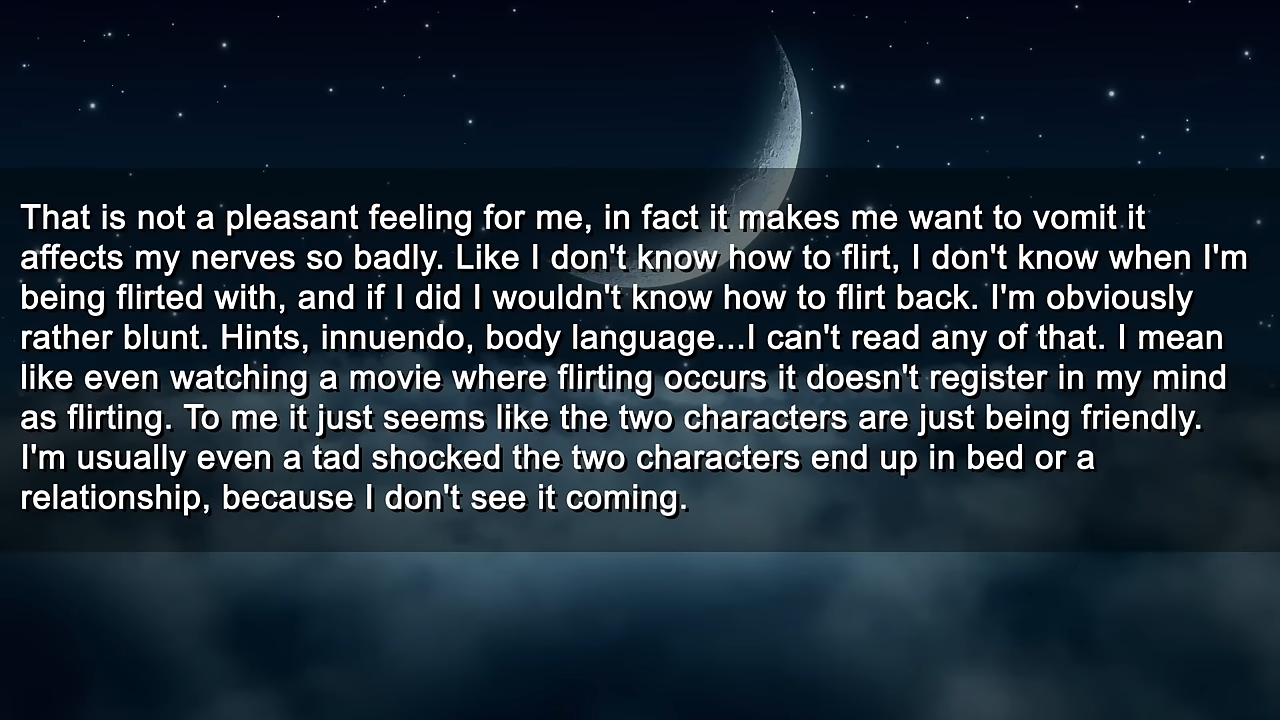 That is not a pleasant feeling for me, in fact it makes me want to vomit it
affects my nerves so badly. Like I don't know how to flirt, I don't know when I'm
being flirted with, and if I did I wouldn't know how to flirt back. I'm obviously
rather blunt. Hints, innuendo, body language...I can't read any of that. I mean
like even watching a movie where flirting occurs it doesn't register in my mind
as flirting. To me it just seems like the two characters are just being friendly.
I'm usually even a tad shocked the two characters end up in bed or a
relationship, because I don't see it coming.